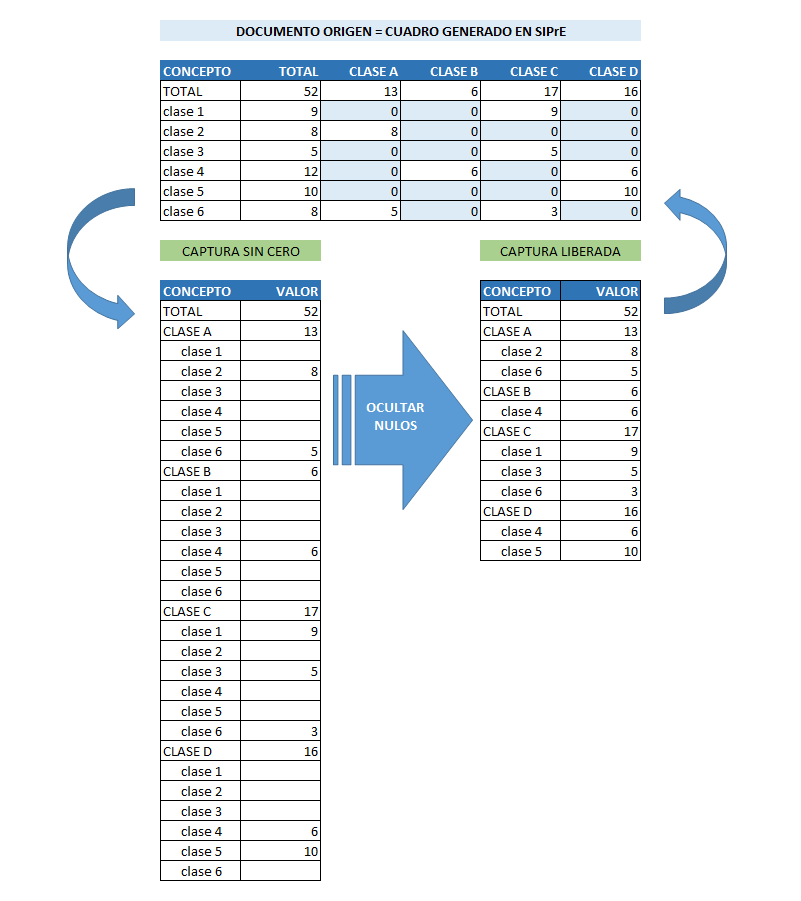 DOCUMENTO ORIGEN = CUADRO GENERADO EN SIPrE
CONCEPTO TOTAL CLASE A CLASE B CLASE C CLASE D
TOTAL 52 13 6 17 16
clase 1 9 0 0 9 0
clase 2 8 8 0 0 0
clase 3 5 0 0 5 0
clase 4 12 0 6 0 6
clase 5 10 0 0 0 10
clase 6 8 5 0 3 0
CAPTURA SIN CERO
CONCEPTO VALOR
TOTAL 52
CLASE A 13
clase 1
clase 2 8
clase 3
clase 4
clase 5
clase 6 5
CLASE B 6
clase 1
clase 2
clase 3
clase 4 6
clase 5
clase 6
CLASE C 17
clase 1 9
clase 2
clase 3 5
clase 4
clase 5
clase 6 3
CLASE D 16
clase 1
clase 2
clase 3
clase 4 6
clase 5 10
clase 6
OCULTAR
NULOS
CAPTURA LIBERADA
CONCEPTO VALOR
TOTAL 52
CLASE A 13
clase 2 8
clase 6 5
CLASE B 6
clase 4 6
CLASE C 17
clase 1 9
clase 3 5
clase 6 3
CLASE D 16
clase 4 6
clase 5 10